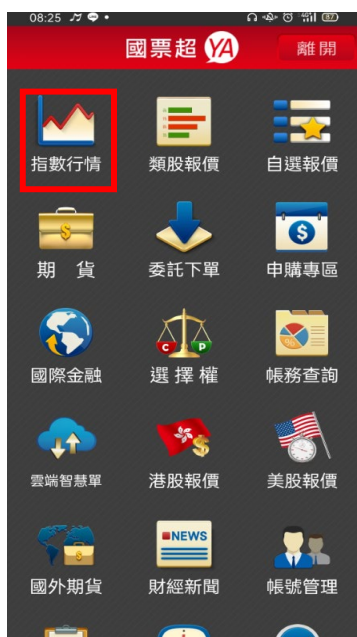 08:25
國票超 YA
離開
指數行情
類股報價
自選報價
期 貨
委託下單
申購專區
國際金融
C P
選擇權
帳務查詢
雲端智慧單
港股報價
美股報價
NEWS
國外期貨
財經新聞
帳號管理